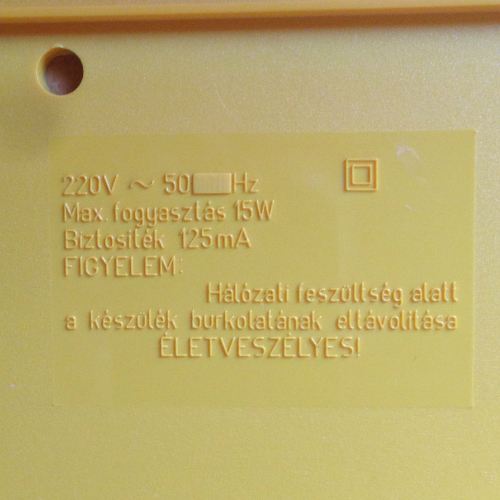 220V ~ 50 Hz
Max. fogyasztás 15W
Biztosíték 125mA
FIGYELEM:
Hálózati feszültség alatt
a készülék burkolatának eltávolítása
ÉLETVESZÉLYES!